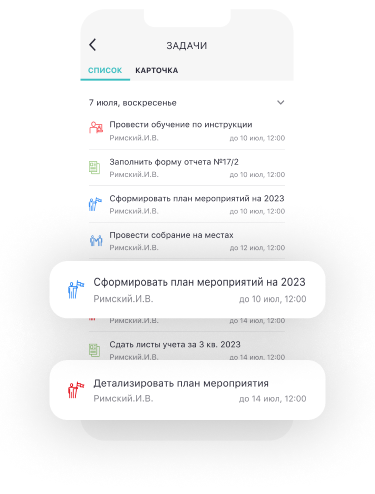 ЗАДАЧИ
СПИСОК КАРТОЧКА
7 июля, воскресенье
Провести обучение по инструкции
Римский.И.В. до 10 июл, 12:00
Заполнить форму отчета №17/2
Римский.И.В. до 10 июл, 12:00
Сформировать план мероприятий на 2023
Римский.И.В. до 10 июл, 12:00
Провести собрание на местах
Римский.И.В. до 12 июл, 12:00
Сформировать план мероприятий на 2023
Римский.И.В. до 10 июл, 12:00
Римский.И.В. до 14 июл, 12:00
Сдать листы учета за 3 кв. 2023
Римский.И.В. до 14 июл, 12:00
Детализировать план мероприятия
Римский.И.В. до 14 июл, 12:00